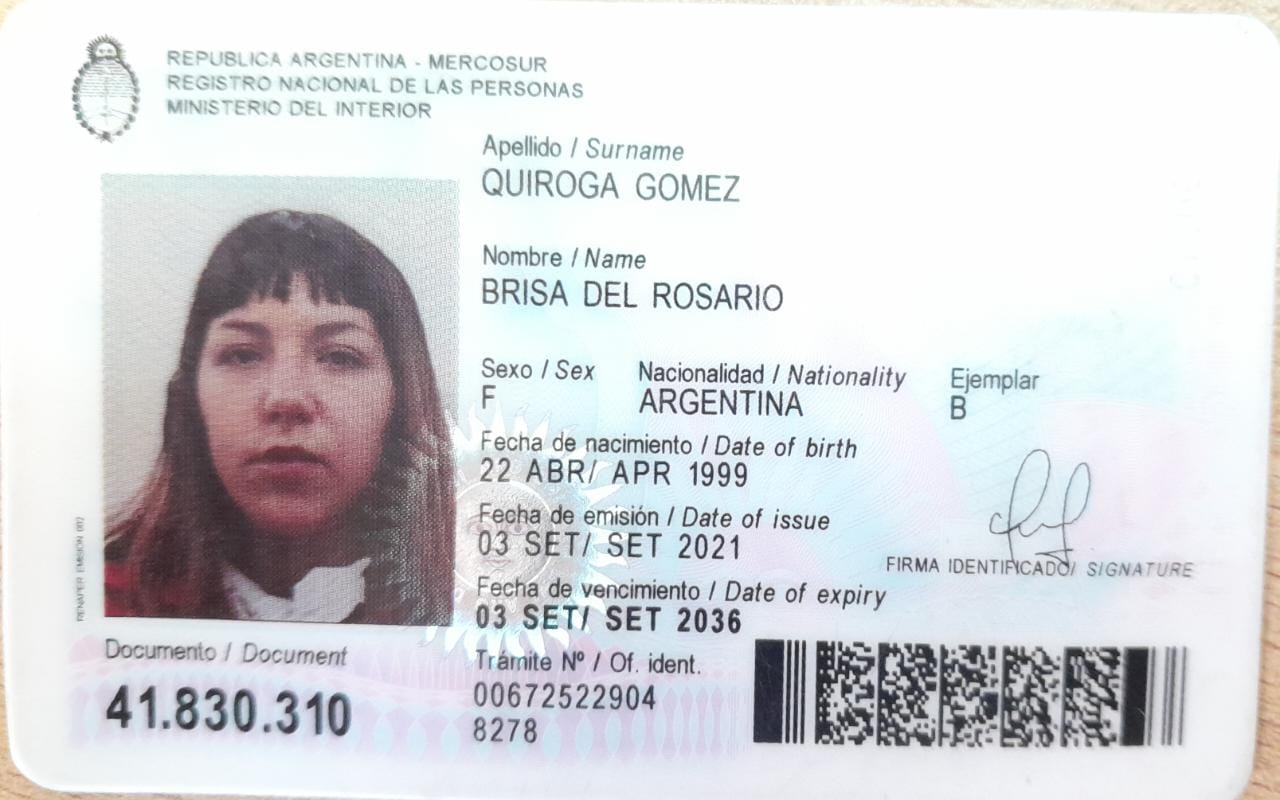 REPUBLICA ARGENTINA - MERCOSUR
REGISTRO NACIONAL DE LAS PERSONAS
MINISTERIO DEL INTERIOR
Apellido / Surname
QUIROGA GOMEZ
Nombre / Name
BRISA DEL ROSARIO
Sexo / Sex
F
Nacionalidad / Nationality
ARGENTINA
Ejemplar
B
Fecha de nacimiento / Date of birth
22 ABR/ APR 1999
Fecha de emisión / Date of issue
03 SET/ SET 2021
FIRMA IDENTIFICADO/ SIGNATURE
Fecha de vencimiento / Date of expiry
03 SET/ SET 2036
RENAPER EMISION 002
Documento / Document
41.830.310
Trámite Nº / Of. ident.
00672522904
8278